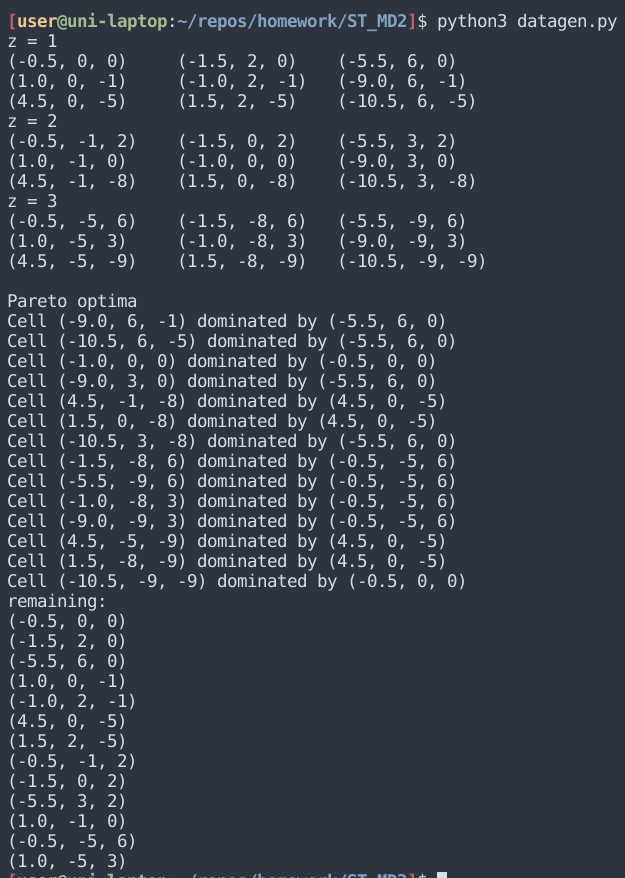 [user@uni-laptop:~/repos/homework/ST_MD2]$ python3 datagen.py
z = 1
(-0.5, 0, 0)     (-1.5, 2, 0)    (-5.5, 6, 0)
(1.0, 0, -1)     (-1.0, 2, -1)   (-9.0, 6, -1)
(4.5, 0, -5)     (1.5, 2, -5)    (-10.5, 6, -5)
z = 2
(-0.5, -1, 2)    (-1.5, 0, 2)    (-5.5, 3, 2)
(1.0, -1, 0)     (-1.0, 0, 0)    (-9.0, 3, 0)
(4.5, -1, -8)    (1.5, 0, -8)    (-10.5, 3, -8)
z = 3
(-0.5, -5, 6)    (-1.5, -8, 6)   (-5.5, -9, 6)
(1.0, -5, 3)     (-1.0, -8, 3)   (-9.0, -9, 3)
(4.5, -5, -9)    (1.5, -8, -9)   (-10.5, -9, -9)
Pareto optima
Cell (-9.0, 6, -1) dominated by (-5.5, 6, 0)
Cell (-10.5, 6, -5) dominated by (-5.5, 6, 0)
Cell (-1.0, 0, 0) dominated by (-0.5, 0, 0)
Cell (-9.0, 3, 0) dominated by (-5.5, 6, 0)
Cell (4.5, -1, -8) dominated by (4.5, 0, -5)
Cell (1.5, 0, -8) dominated by (4.5, 0, -5)
Cell (-10.5, 3, -8) dominated by (-5.5, 6, 0)
Cell (-1.5, -8, 6) dominated by (-0.5, -5, 6)
Cell (-5.5, -9, 6) dominated by (-0.5, -5, 6)
Cell (-1.0, -8, 3) dominated by (-0.5, -5, 6)
Cell (-9.0, -9, 3) dominated by (-0.5, -5, 6)
Cell (4.5, -5, -9) dominated by (4.5, 0, -5)
Cell (1.5, -8, -9) dominated by (4.5, 0, -5)
Cell (-10.5, -9, -9) dominated by (-0.5, 0, 0)
remaining:
(-0.5, 0, 0)
(-1.5, 2, 0)
(-5.5, 6, 0)
(1.0, 0, -1)
(-1.0, 2, -1)
(4.5, 0, -5)
(1.5, 2, -5)
(-0.5, -1, 2)
(-1.5, 0, 2)
(-5.5, 3, 2)
(1.0, -1, 0)
(-0.5, -5, 6)
(1.0, -5, 3)
[user@uni-laptop:~/repos/homework/ST_MD2]$